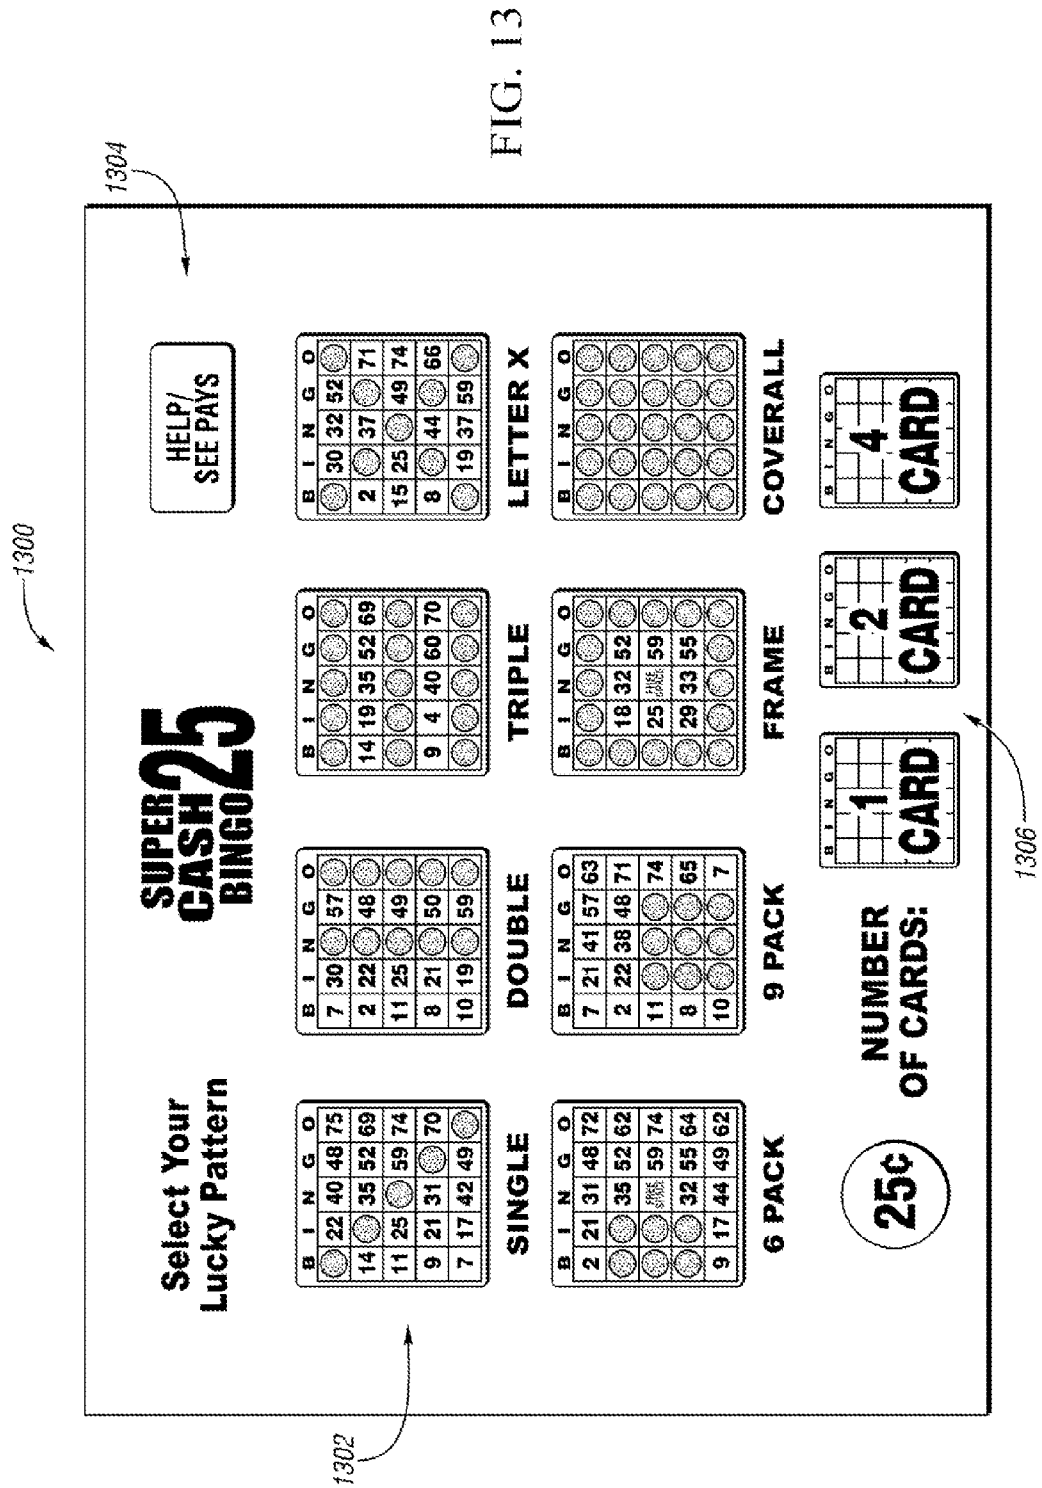 1300
1302
1304
Select Your
Lucky Pattern
SUPER
CASH
BINGO
25
25
HELP/
SEE PAYS
B I N G O
22 40 48 75
14 35 52 69
11 25 59 74
9 21 31 70
7 17 42 49
SINGLE
B I N G O
7 30 57
2 22 48
11 25 49
8 21 50
10 19 59
DOUBLE
B I N G O
14 19 35 52 69
9 4 40 60 70
TRIPLE
B I N G O
30 32 52
2 37 71
15 25 49 74
8 44 66
19 37 59
LETTER X
B I N G O
2 21 31 48 72
35 52 62
59 74
32 55 64
9 17 44 49 62
6 PACK
B I N G O
7 21 41 57 63
2 22 38 48 71
11 74
8 65
10 7
9 PACK
B I N G O
18 32 52
25 59
29 33 55
FRAME
B I N G O
COVERALL
25¢
NUMBER
OF CARDS:
B I N G O
1
CARD
B I N G O
2
CARD
B I N G O
4
CARD
1306
FIG. 13